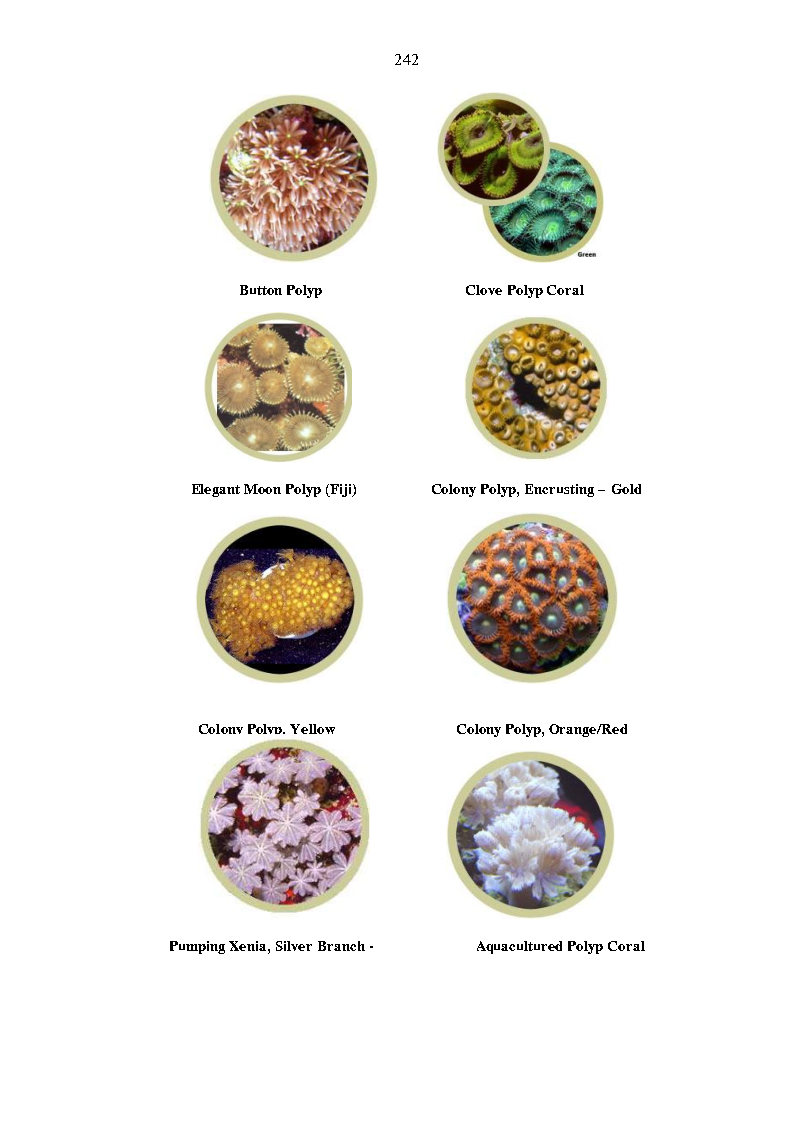 242
Green
Button Polyp
Clove Polyp Coral
Elegant Moon Polyp (Fiji)
Colony Polyp, Encrusting – Gold
Colony Polyp, Yellow
Colony Polyp, Orange/Red
Pumping Xenia, Silver Branch -
Aquacultured Polyp Coral